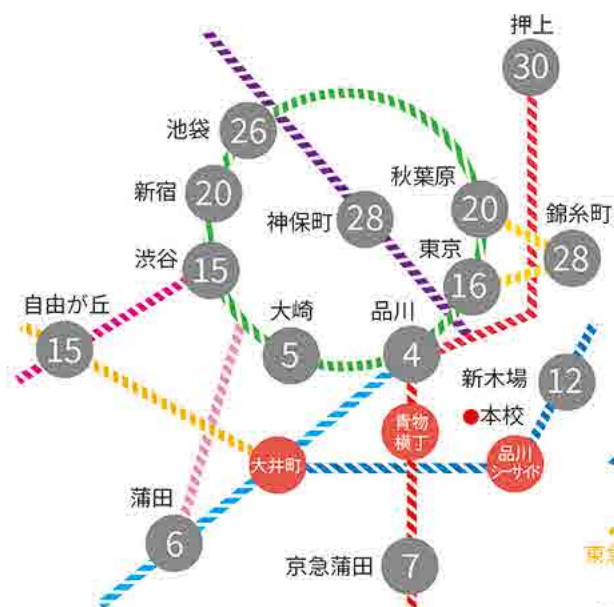 押上
30
池袋
26
秋葉原
20
新宿
20
神保町
28
錦糸町
28
東京
16
渋谷
15
自由が丘
15
大崎
5
品川
4
新木場
12
青物
横丁
本校
大井町
品川
シーサイド
蒲田
6
京急蒲田
7
東急